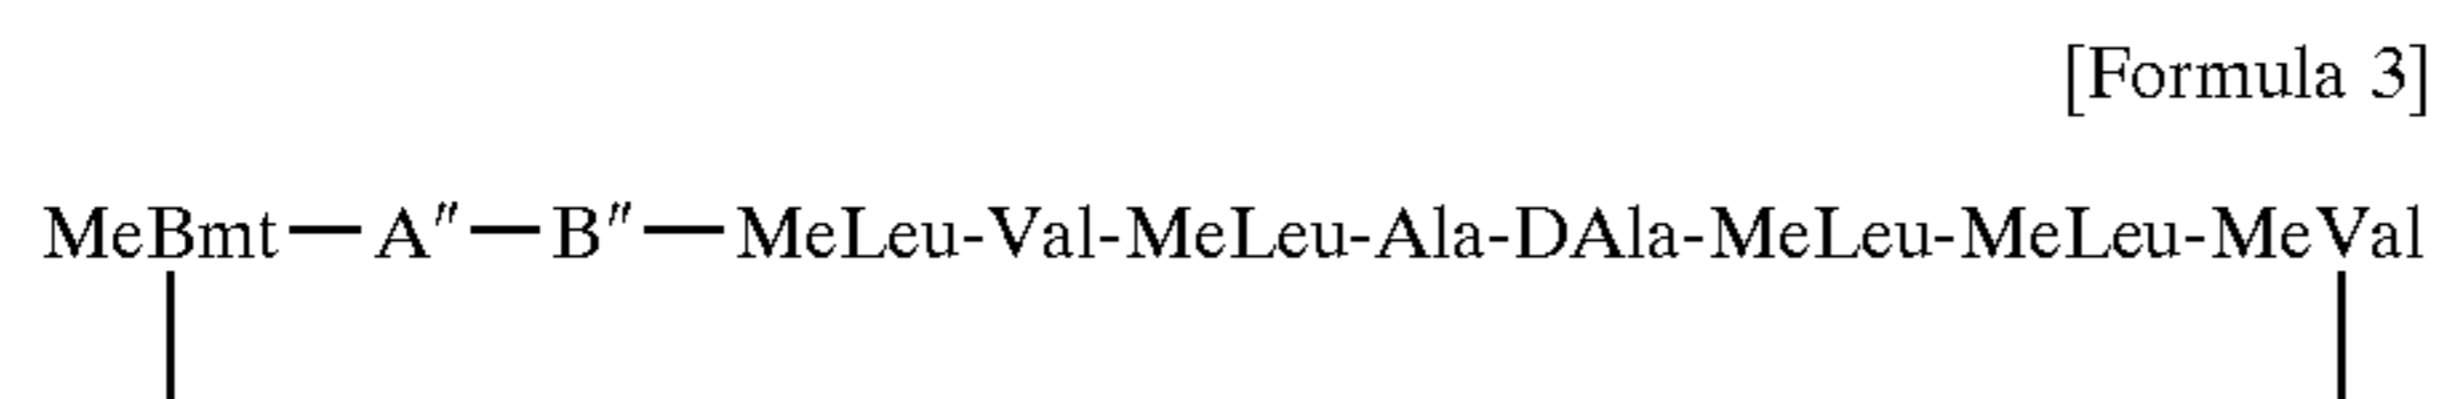 [Formula 3]
MeBmt—A″—B″—MeLeu-Val-MeLeu-Ala-DAla-MeLeu-MeLeu-MeVal